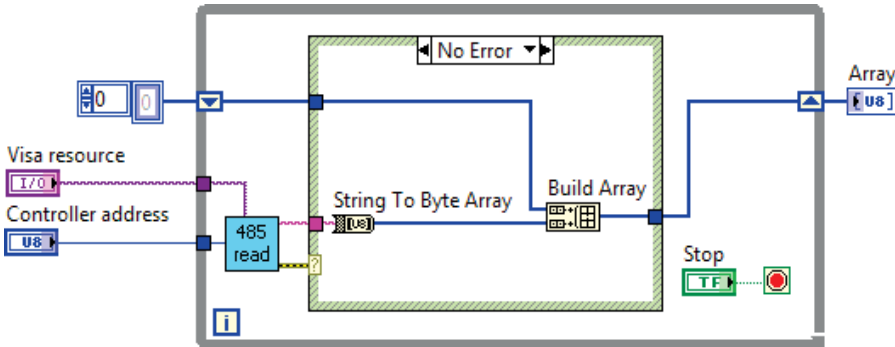 No Error
0
0
Array
U8
Visa resource
I/O
String To Byte Array
Build Array
Controller address
[U8]
U8
485
read
?
Stop
TF
i